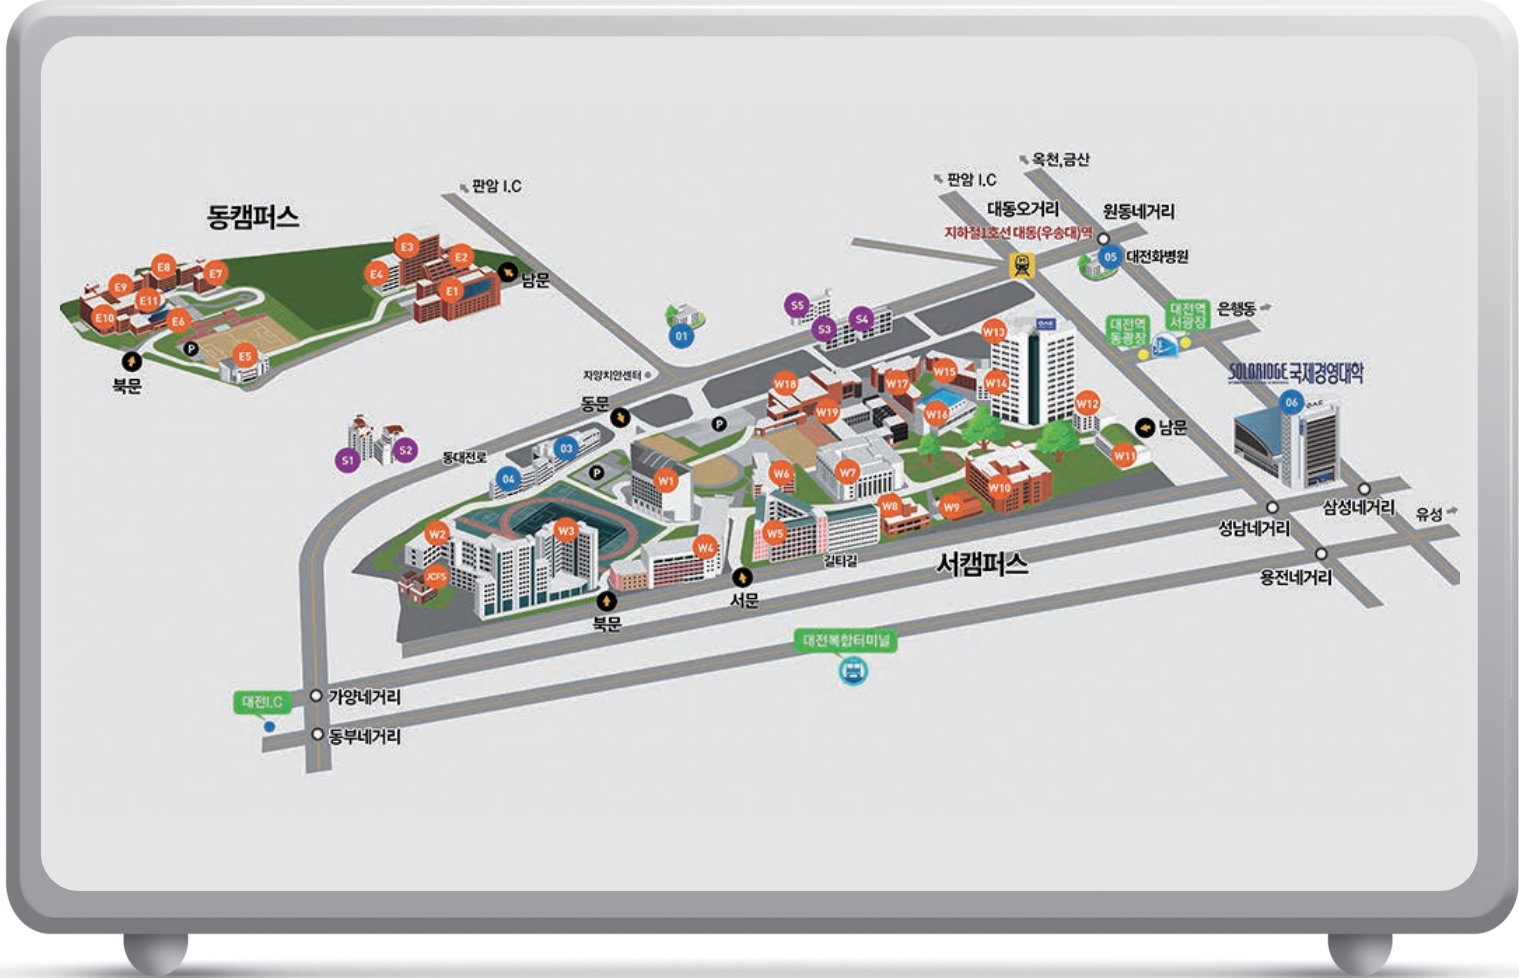 옥천,금산
판암 I.C
판암 I.C
대동오거리
원동네거리
동캠퍼스
지하철1호선 대동(우송대)역
E3
E2
E4
E1
E8
E7
E9
E11
E10
E6
P
E5
남문
북문
05
대전화병원
대전역
서광장
은행동
대전역
동광장
01
S5
S3
S4
W13
자양치안센터
동문
W18
W17
W15
W14
W16
W19
W12
W11
남문
SOLBRIDGE 국제경영대학
06
S1
S2
동대전로
03
04
P
P
W1
W6
W7
W10
W8
W9
W2
W3
W4
W5
JCFS
길티길
서캠퍼스
서문
북문
성남네거리
삼성네거리
유성
용전네거리
대전복합터미널
대전I.C
가양네거리
동부네거리